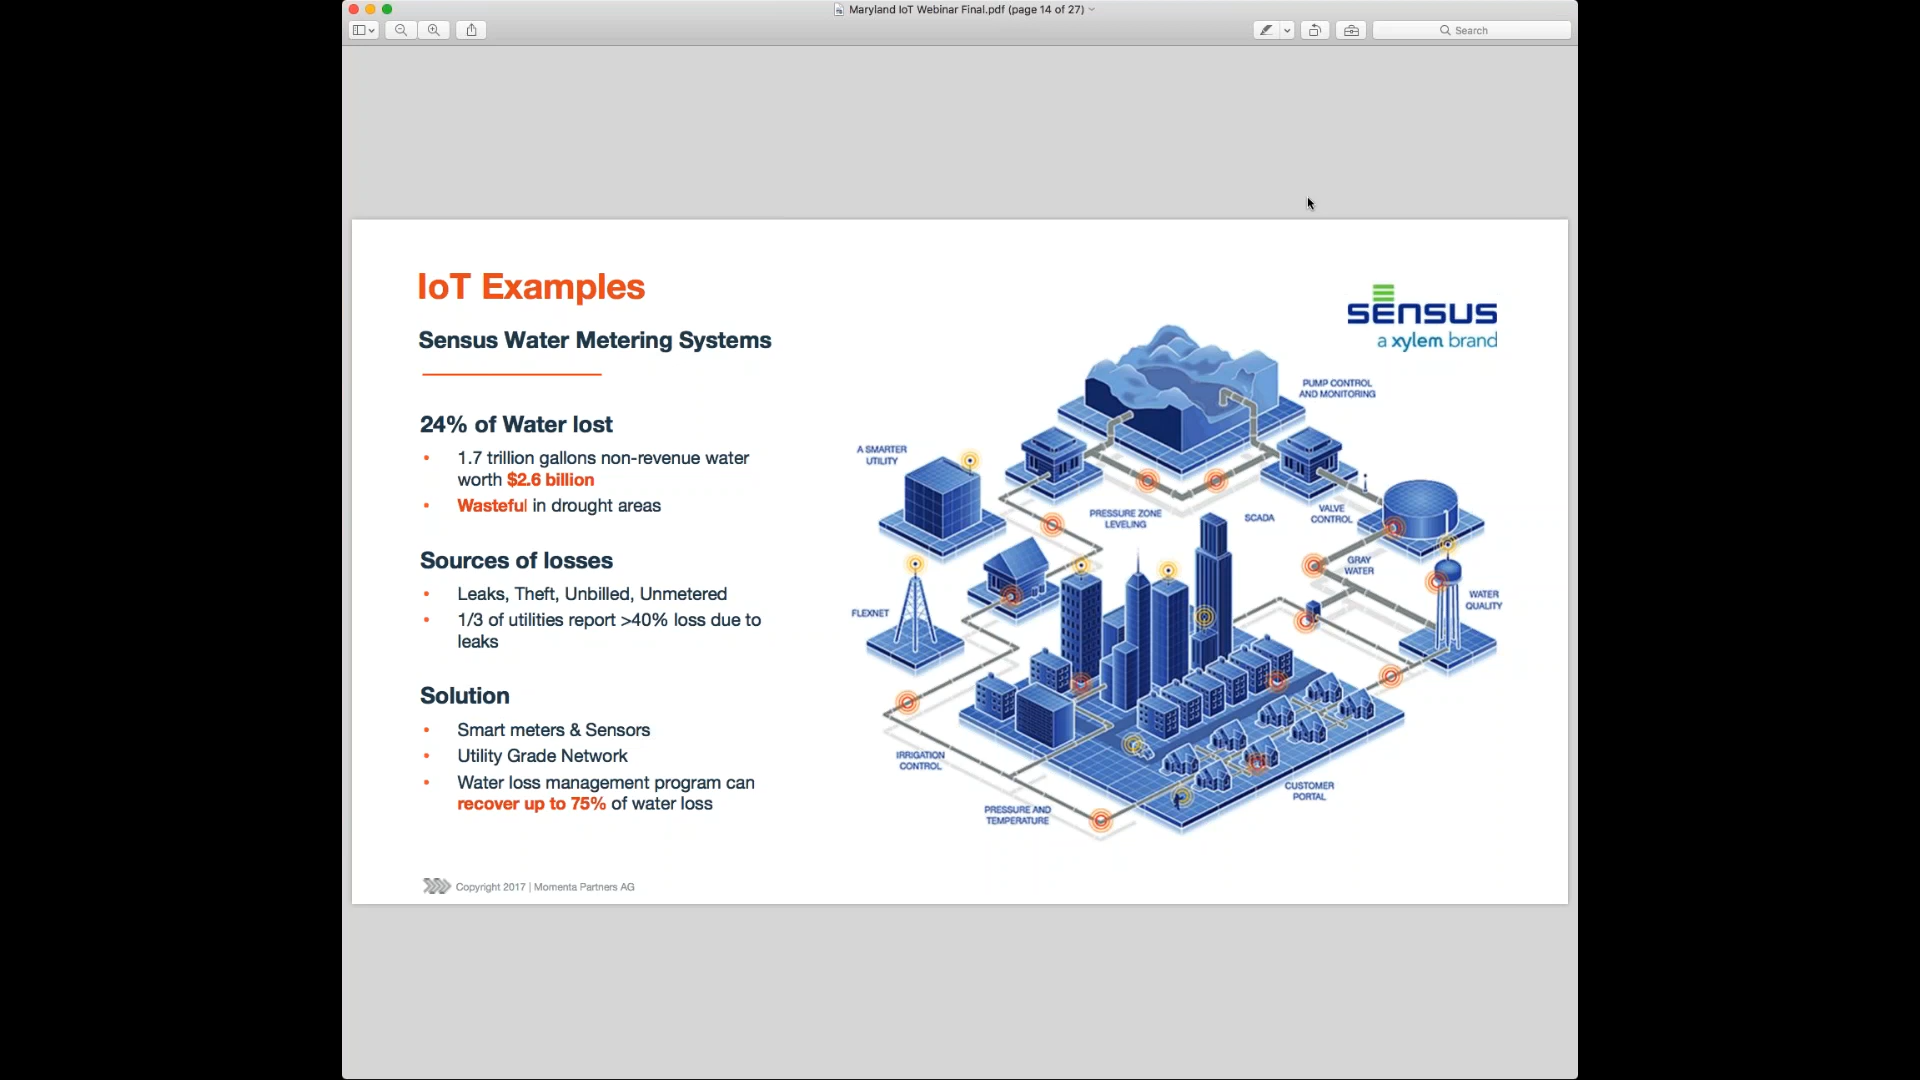 Maryland IoT Webinar Final.pdf (page 14 of 27)
Search
IoT Examples
Sensus Water Metering Systems
24% of Water lost
• 1.7 trillion gallons non-revenue water
worth $2.6 billion
• Wasteful in drought areas
Sources of losses
• Leaks, Theft, Unbilled, Unmetered
• 1/3 of utilities report >40% loss due to
leaks
Solution
• Smart meters & Sensors
• Utility Grade Network
• Water loss management program can
recover up to 75% of water loss
sensus
a xylem brand
PUMP CONTROL
AND MONITORING
A SMARTER
UTILITY
PRESSURE ZONE
LEVELING
SCADA
VALVE
CONTROL
GRAY
WATER
WATER
QUALITY
FLEXNET
IRRIGATION
CONTROL
CUSTOMER
PORTAL
PRESSURE AND
TEMPERATURE
Copyright 2017 | Momenta Partners AG